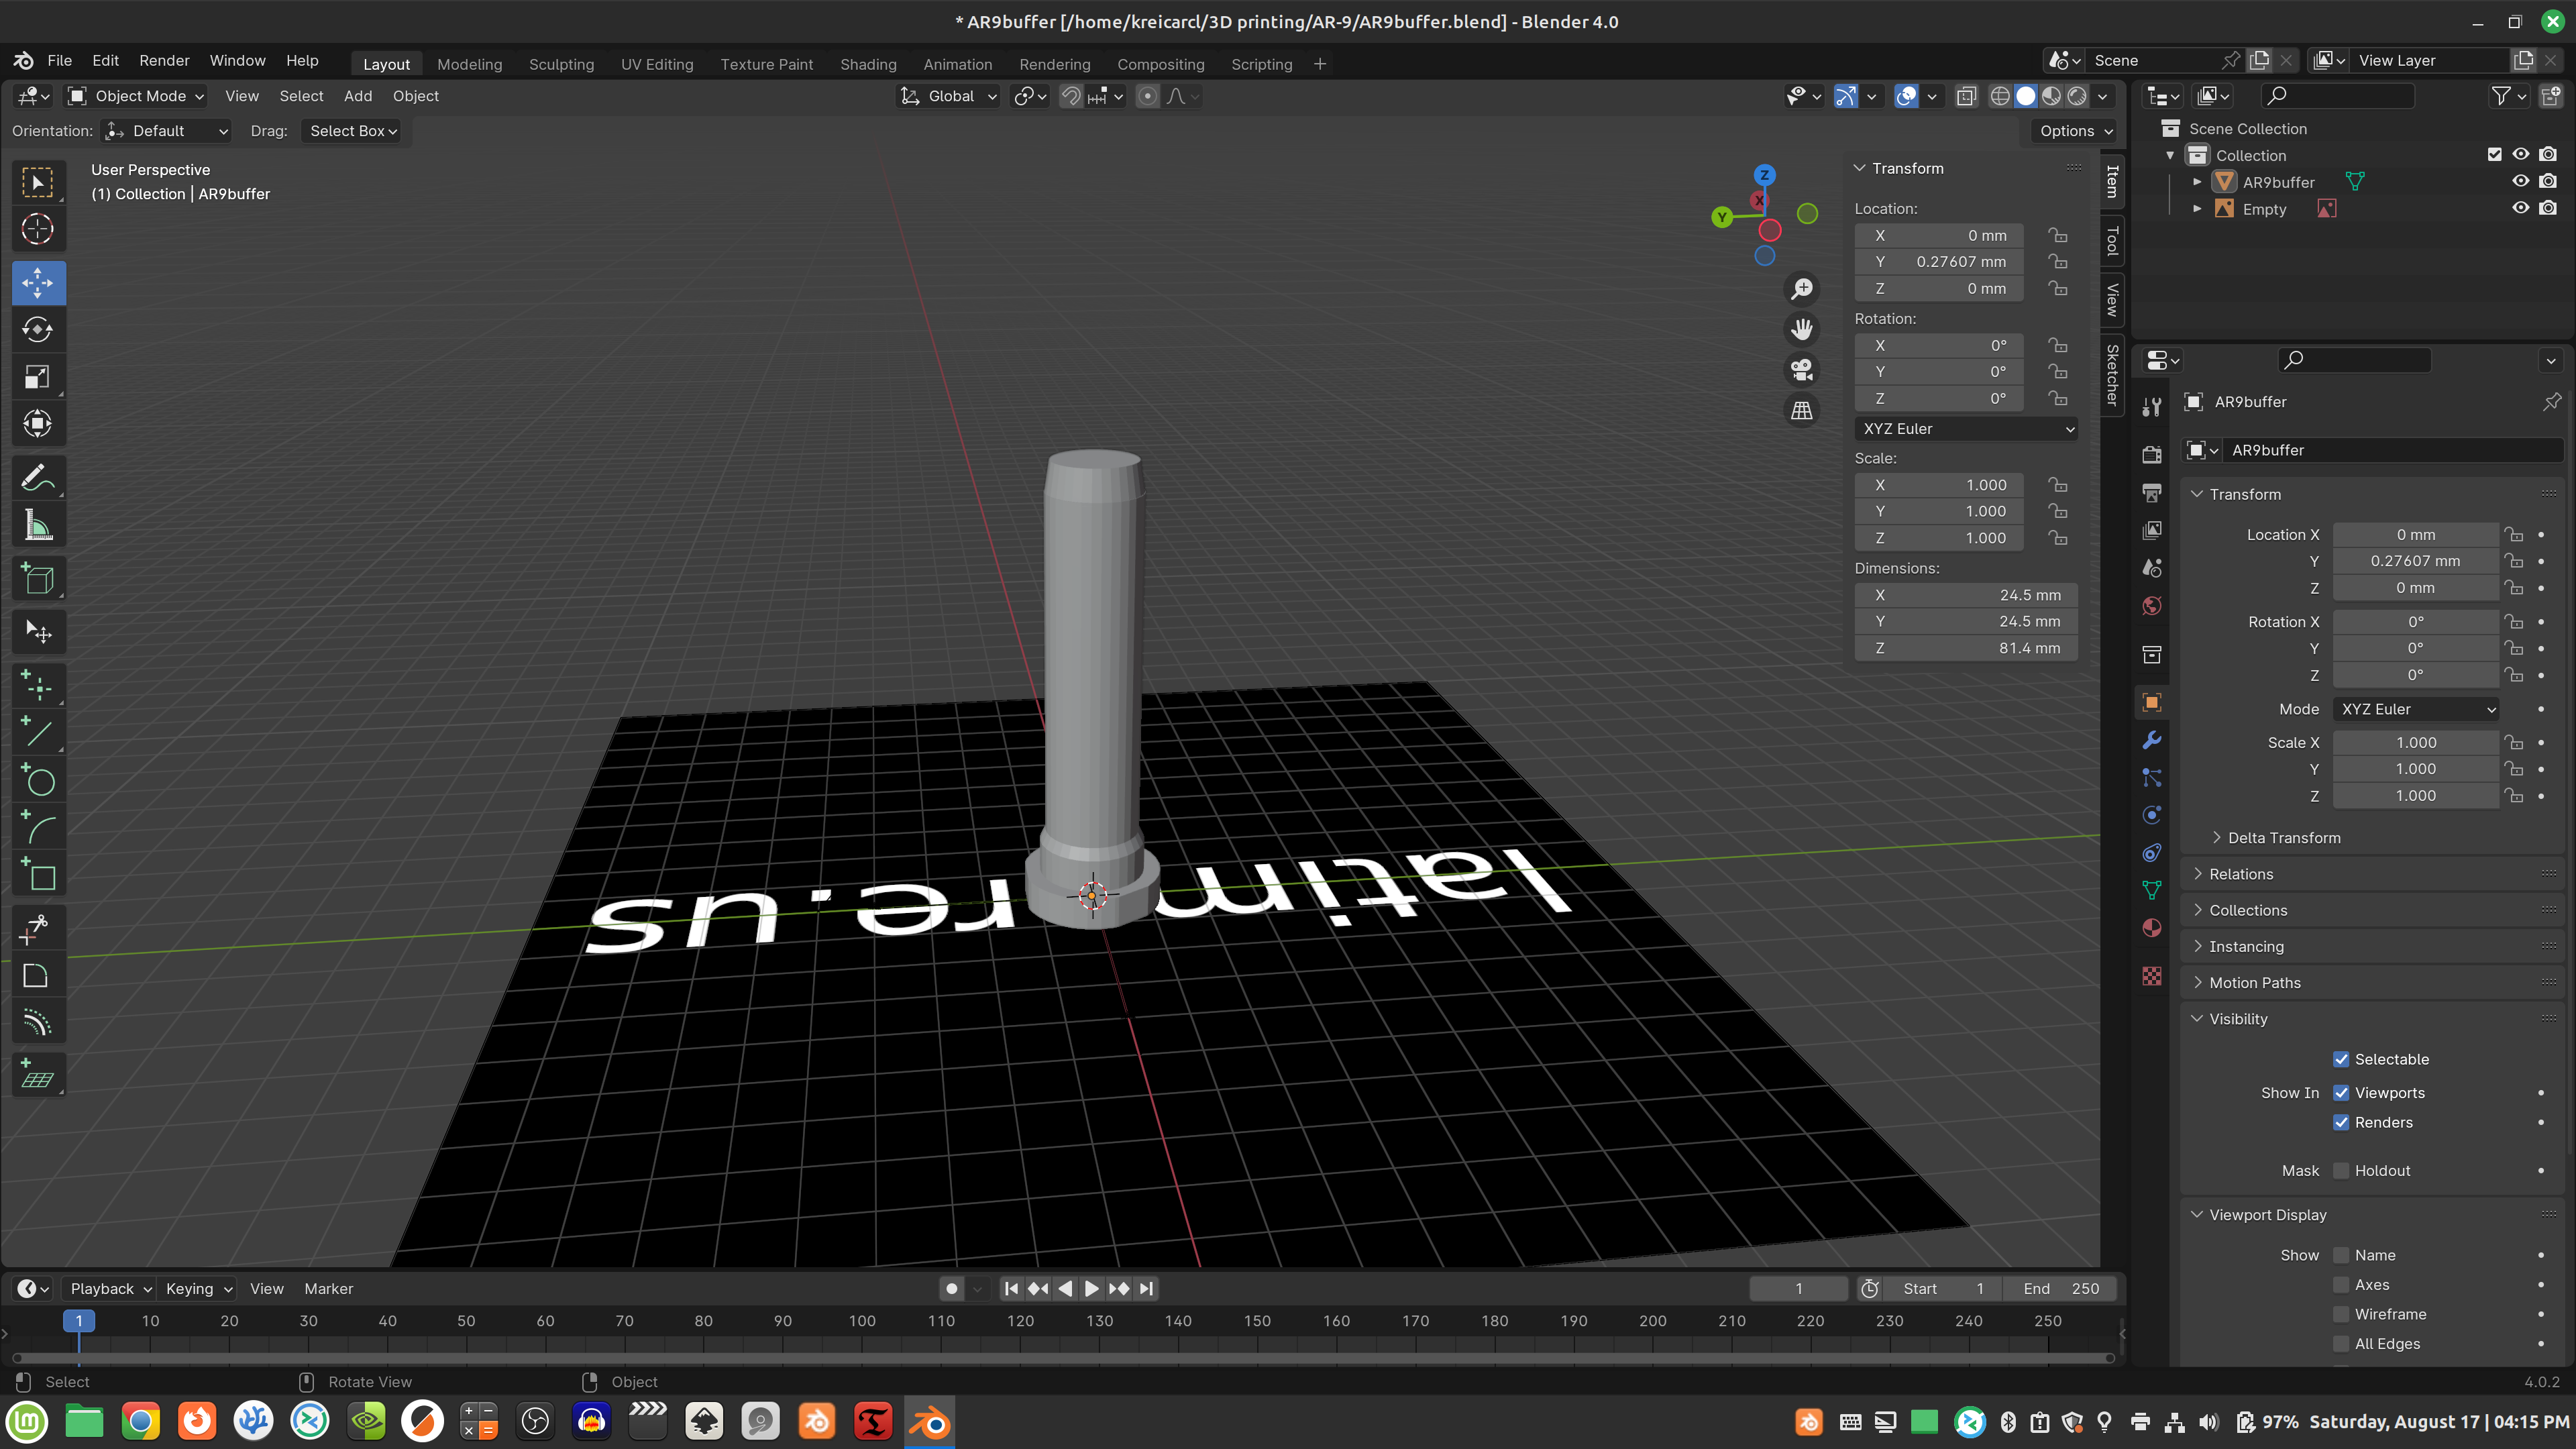 * AR9buffer [/home/kreicarcl/3D printing/AR-9/AR9buffer.blend] - Blender 4.0
File Edit Render Window Help
Layout Modeling Sculpting UV Editing Texture Paint Shading Animation Rendering Compositing Scripting +
Scene
View Layer
Object Mode View Select Add Object
Global
Orientation: Default Drag: Select Box
Options
User Perspective
(1) Collection | AR9buffer
Z
X
Y
Transform
Location:
X 0 mm
Y 0.27607 mm
Z 0 mm
Rotation:
X 0°
Y 0°
Z 0°
XYZ Euler
Scale:
X 1.000
Y 1.000
Z 1.000
Dimensions:
X 24.5 mm
Y 24.5 mm
Z 81.4 mm
Item
Tool
View
Sketcher
Scene Collection
Collection
AR9buffer
Empty
AR9buffer
AR9buffer
Transform
Location X 0 mm
Y 0.27607 mm
Z 0 mm
Rotation X 0°
Y 0°
Z 0°
Mode XYZ Euler
Scale X 1.000
Y 1.000
Z 1.000
Delta Transform
Relations
Collections
Instancing
Motion Paths
Visibility
Selectable
Show In Viewports
Renders
Mask Holdout
Viewport Display
Show Name
Axes
Wireframe
All Edges
Playback Keying View Marker
1
Start 1
End 250
1 10 20 30 40 50 60 70 80 90 100 110 120 130 140 150 160 170 180 190 200 210 220 230 240 250
Select
Rotate View
Object
4.0.2
97% Saturday, August 17 | 04:15 PM